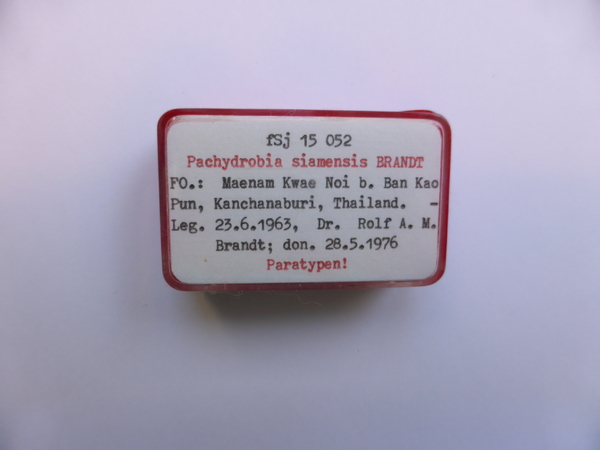 fSj 15 052
Pachydrobia siamensis BRANDT
FO.: Maenam Kwae Noi b. Ban Kao
Pun, Kanchanaburi, Thailand. -
Leg. 23.6.1963, Dr. Rolf A. M.
Brandt; don. 28.5.1976
Paratypen!